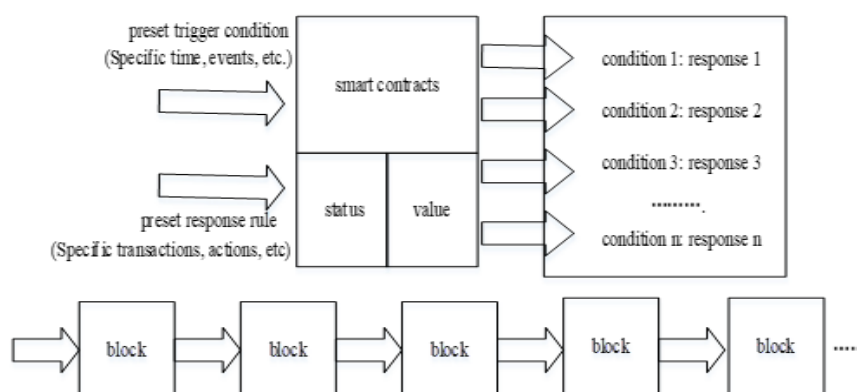 preset trigger condition
(Specific time, events, etc.)
smart contracts
status
value
preset response rule
(Specific transactions, actions, etc)
condition 1: response 1
condition 2: response 2
condition 3: response 3
..........
condition n: response n
block
block
block
block
block
.....